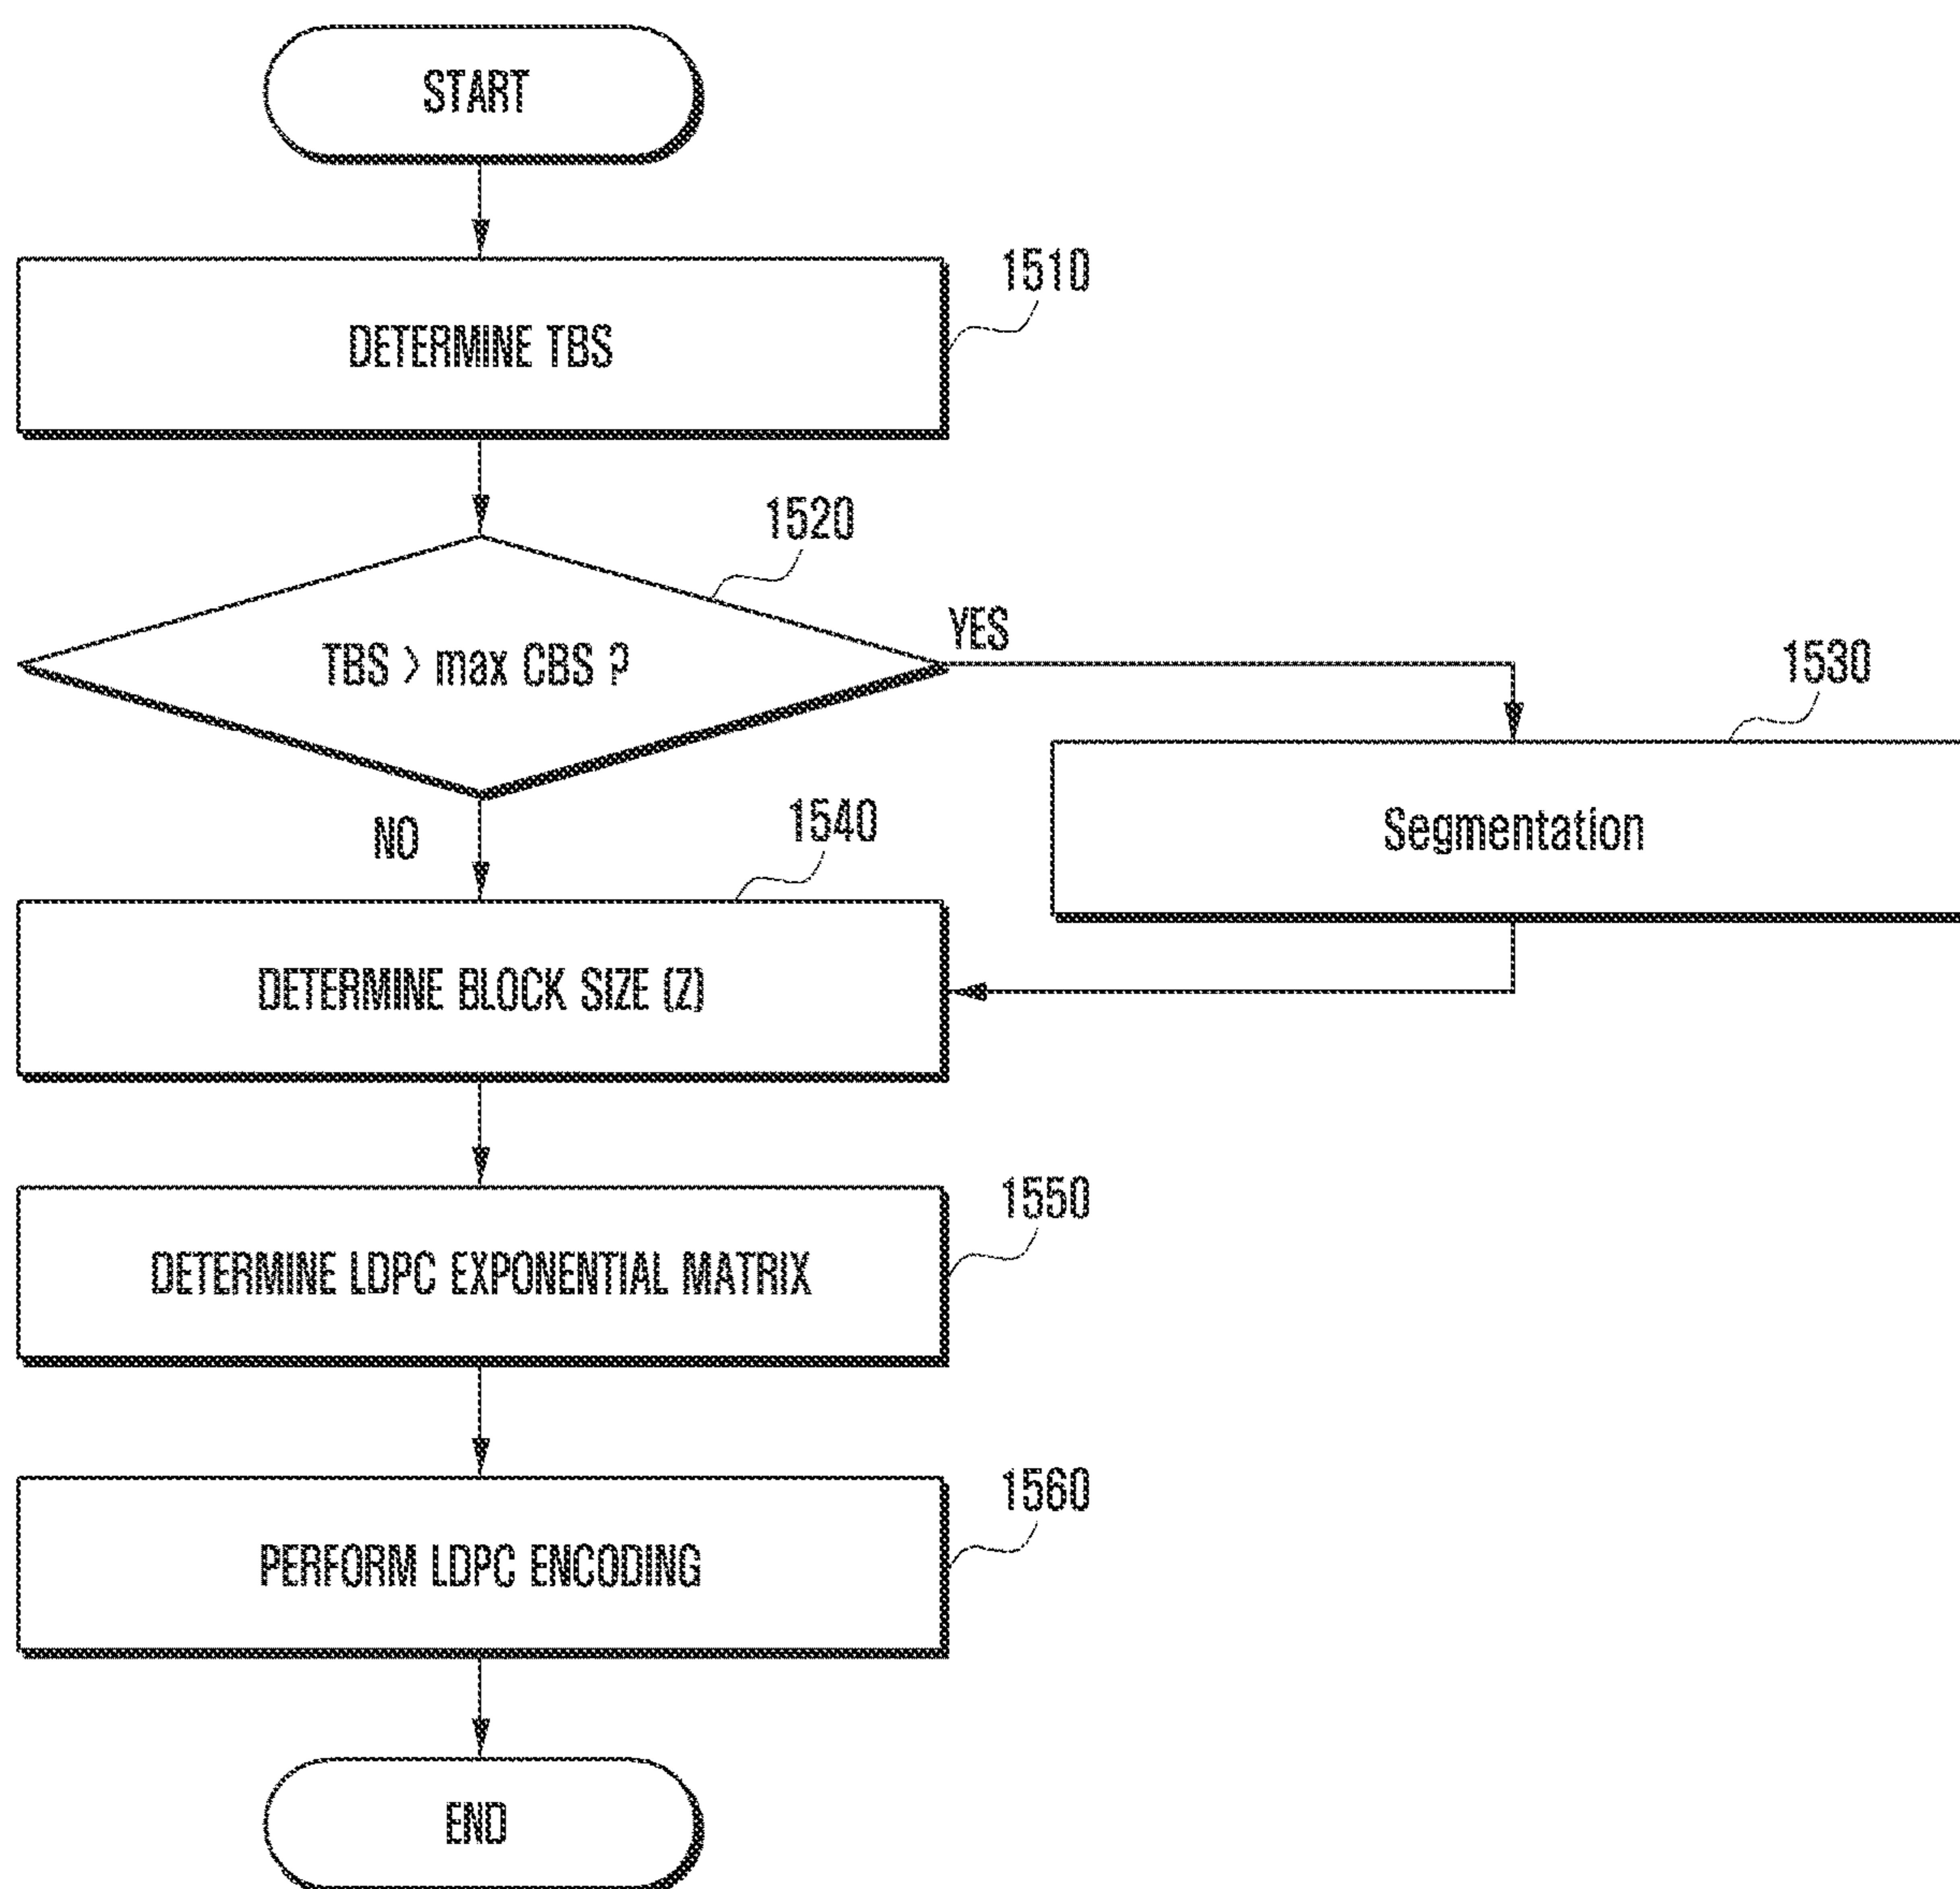 START
1510
DETERMINE TBS
1520
YES
TBS > max CBS ?
1530
NO
1540
Segmentation
DETERMINE BLOCK SIZE (Z)
1550
DETERMINE LDPC EXPONENTIAL MATRIX
1560
PERFORM LDPC ENCODING
END